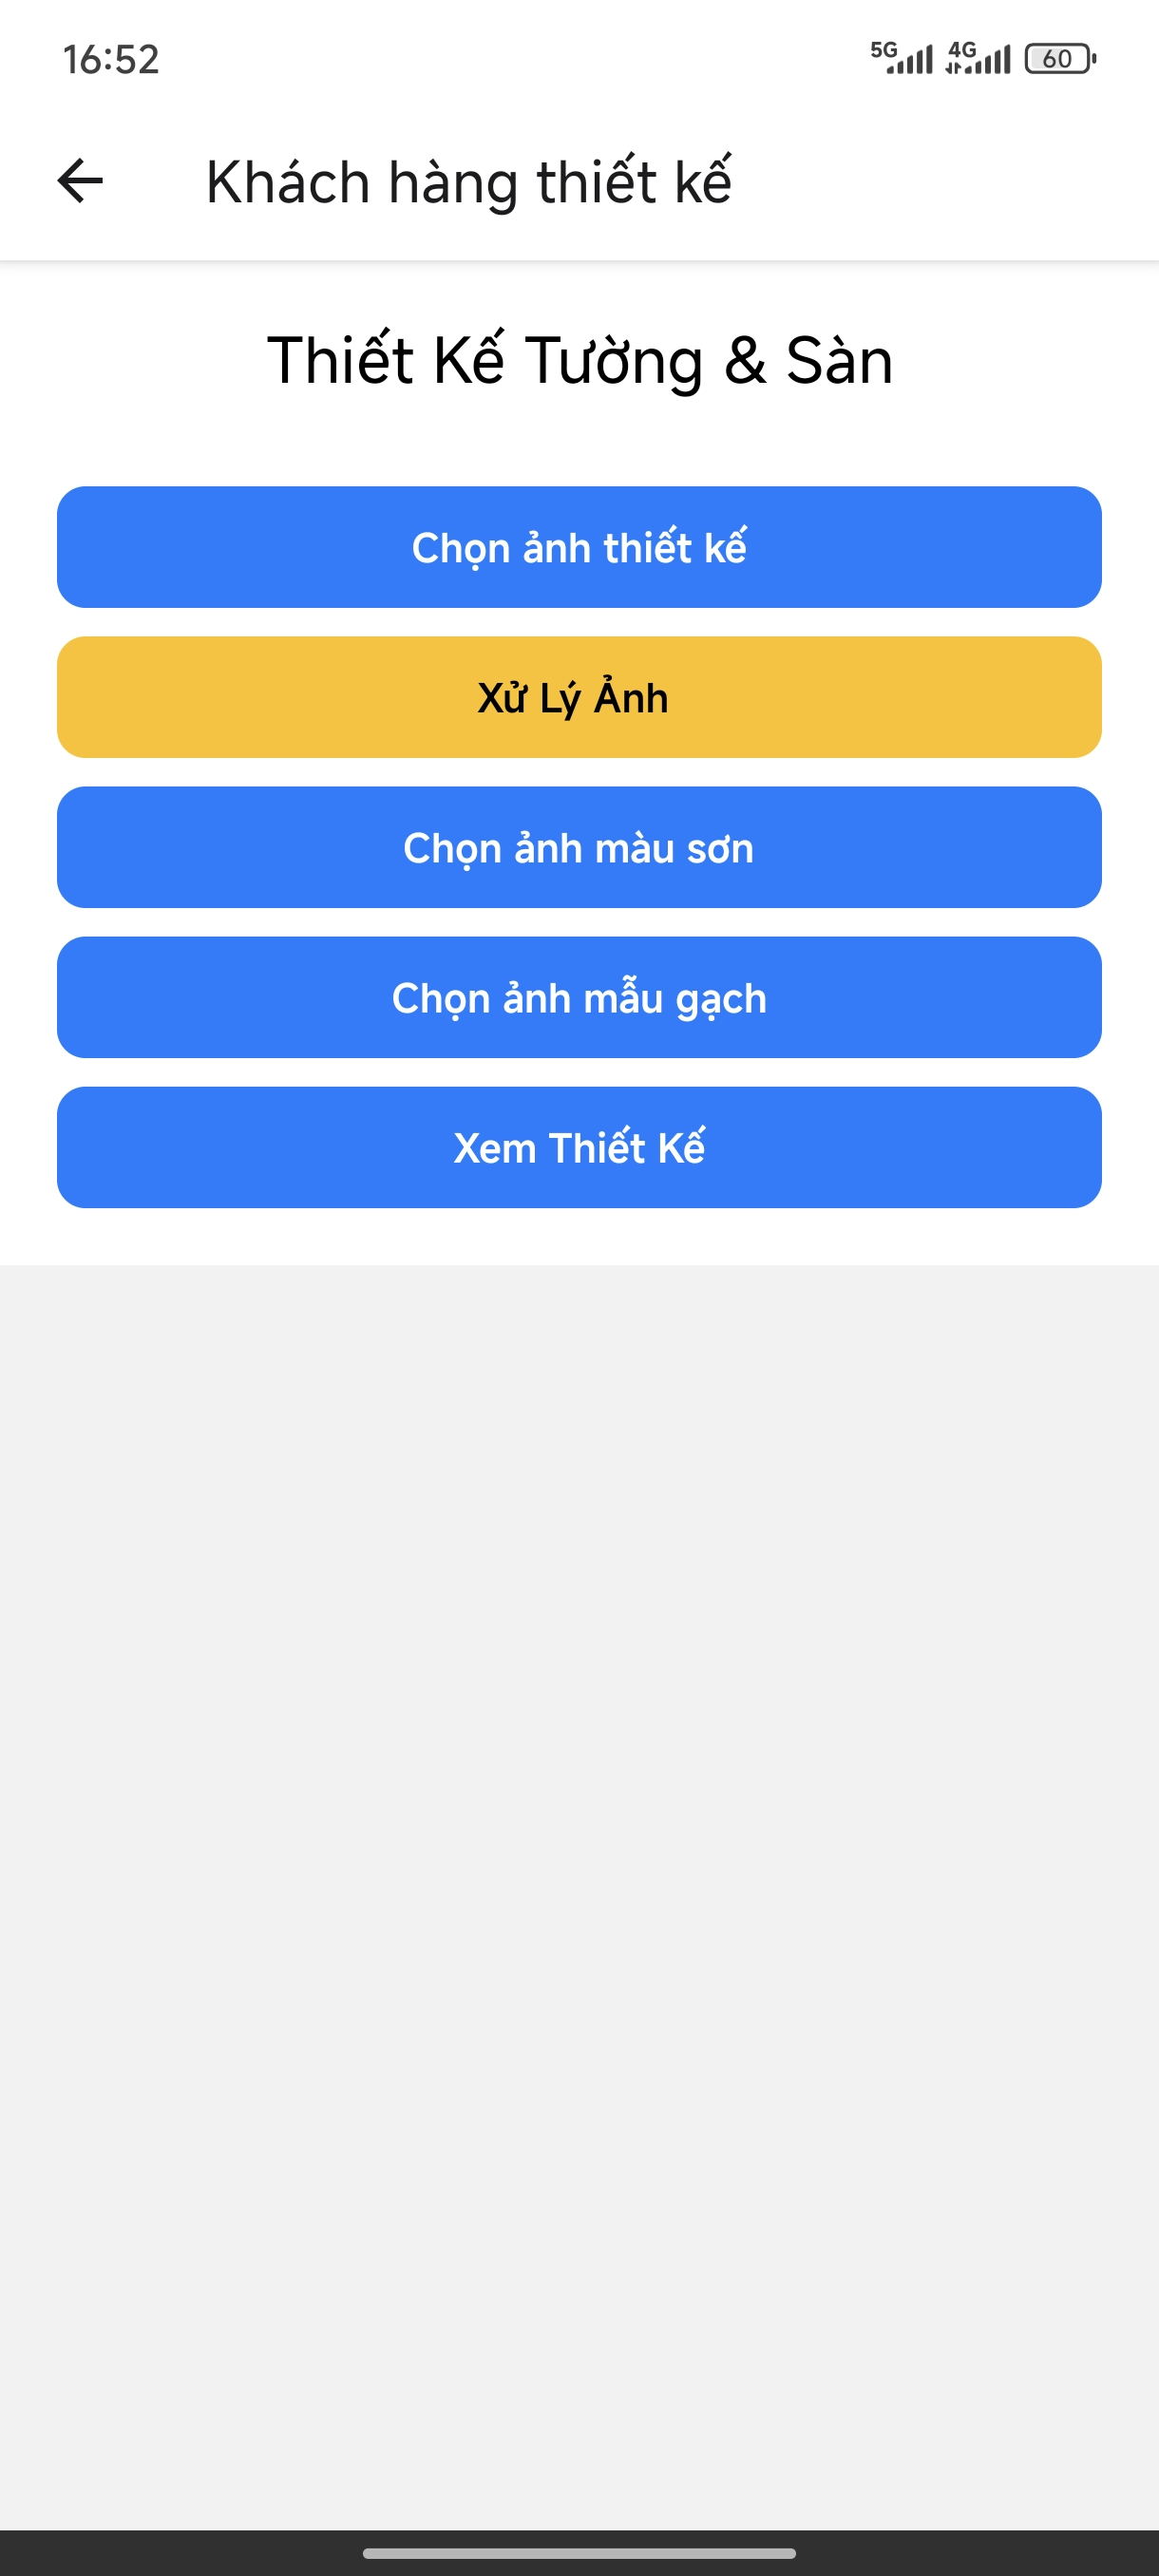 16:52
5G 4G 60
Khách hàng thiết kế
Thiết Kế Tường & Sàn
Chọn ảnh thiết kế
Xử Lý Ảnh
Chọn ảnh màu sơn
Chọn ảnh mẫu gạch
Xem Thiết Kế